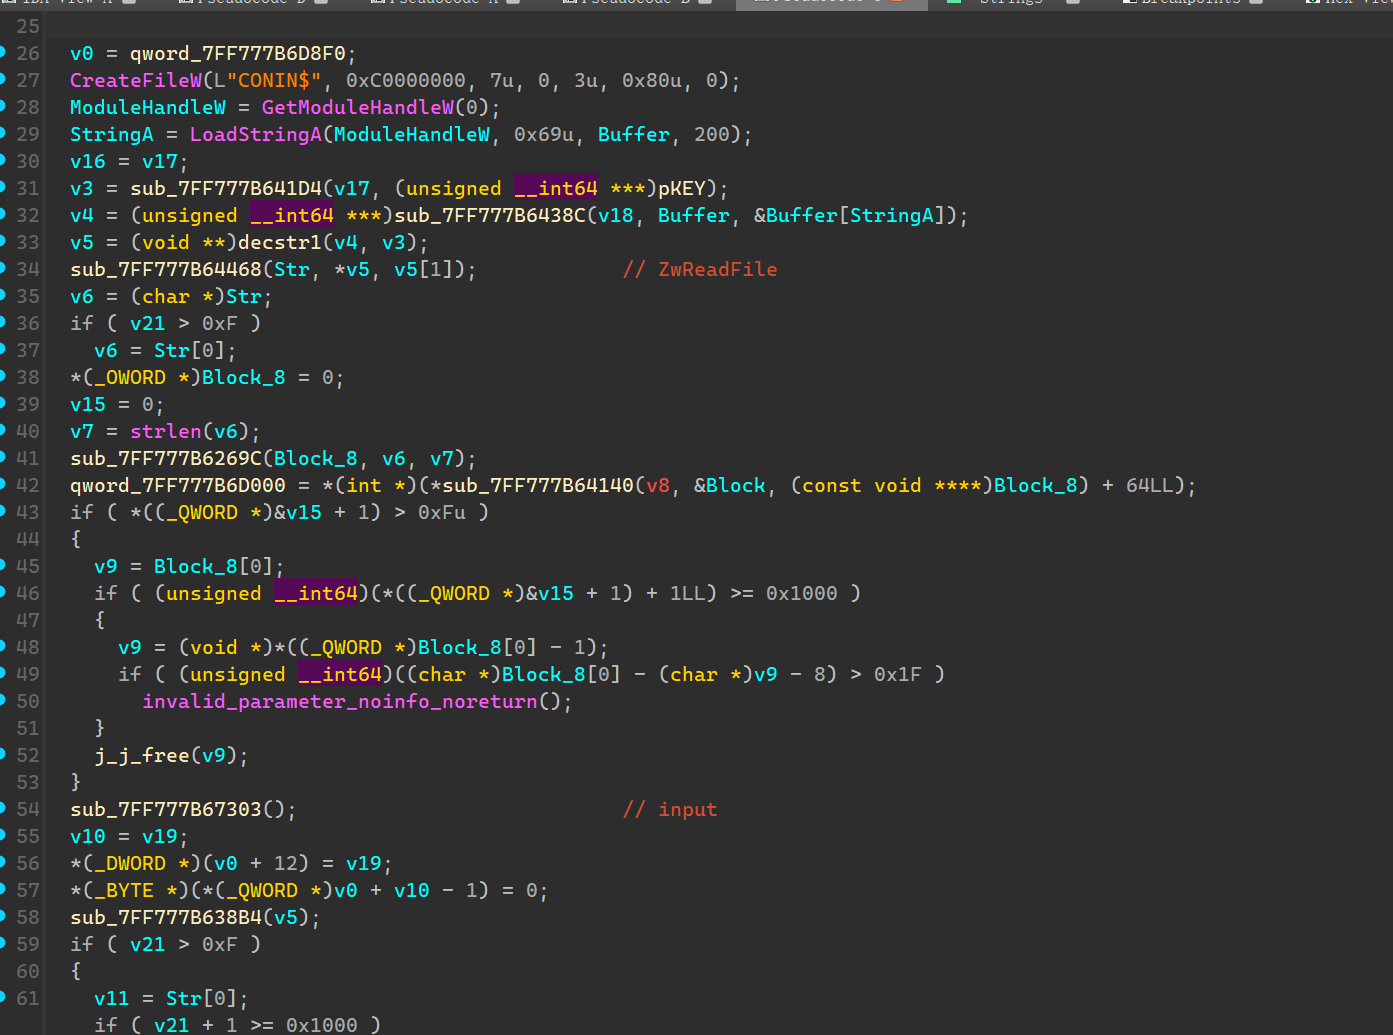 IDA View-A Pseudocode-D Pseudocode-A Pseudocode-B Strings Breakpoints Hex View
25
26 v0 = qword_7FF777B6D8F0;
27 CreateFileW(L"CONIN$", 0xC0000000, 7u, 0, 3u, 0x80u, 0);
28 ModuleHandleW = GetModuleHandleW(0);
29 StringA = LoadStringA(ModuleHandleW, 0x69u, Buffer, 200);
30 v16 = v17;
31 v3 = sub_7FF777B641D4(v17, (unsigned __int64 ***)pKEY);
32 v4 = (unsigned __int64 ***)sub_7FF777B6438C(v18, Buffer, &Buffer[StringA]);
33 v5 = (void **)decstr1(v4, v3);
34 sub_7FF777B64468(Str, *v5, v5[1]); // ZwReadFile
35 v6 = (char *)Str;
36 if ( v21 > 0xF )
37 v6 = Str[0];
38 *(_OWORD *)Block_8 = 0;
39 v15 = 0;
40 v7 = strlen(v6);
41 sub_7FF777B6269C(Block_8, v6, v7);
42 qword_7FF777B6D000 = *(int *)(*sub_7FF777B64140(v8, &Block, (const void ****)Block_8) + 64LL);
43 if ( *((_QWORD *)&v15 + 1) > 0xFu )
44 {
45 v9 = Block_8[0];
46 if ( (unsigned __int64)(*((_QWORD *)&v15 + 1) + 1LL) >= 0x1000 )
47 {
48 v9 = (void *)*((_QWORD *)Block_8[0] - 1);
49 if ( (unsigned __int64)((char *)Block_8[0] - (char *)v9 - 8) > 0x1F )
50 invalid_parameter_noinfo_noreturn();
51 }
52 j_j_free(v9);
53 }
54 sub_7FF777B67303(); // input
55 v10 = v19;
56 *(_DWORD *)(v0 + 12) = v19;
57 *(_BYTE *)(*(_QWORD *)v0 + v10 - 1) = 0;
58 sub_7FF777B638B4(v5);
59 if ( v21 > 0xF )
60 {
61 v11 = Str[0];
if ( v21 + 1 >= 0x1000 )